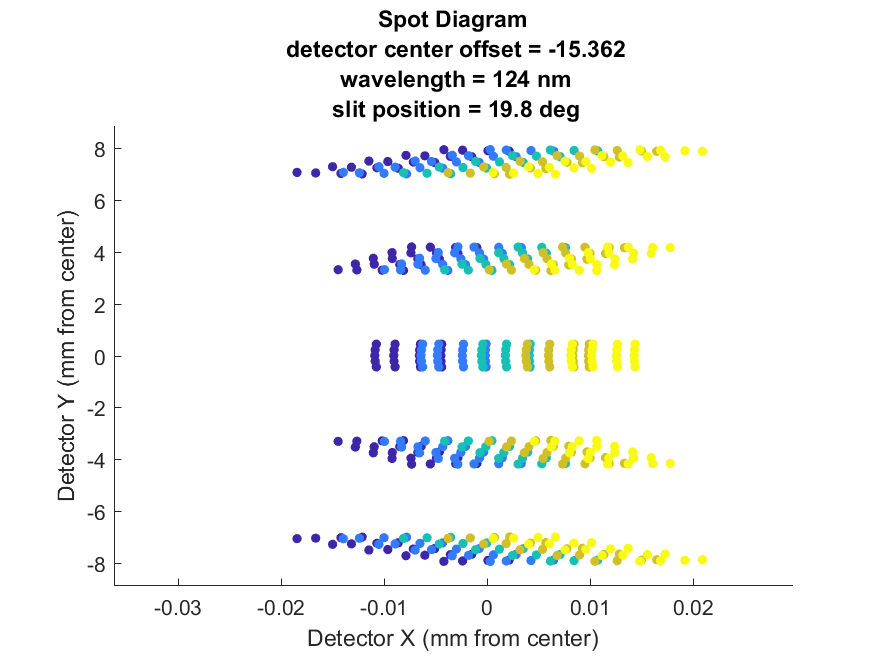 Spot Diagram
detector center offset = -15.362
wavelength = 124 nm
slit position = 19.8 deg
8
6
4
2
0
-2
-4
-6
-8
Detector Y (mm from center)
-0.03 -0.02 -0.01 0 0.01 0.02
Detector X (mm from center)